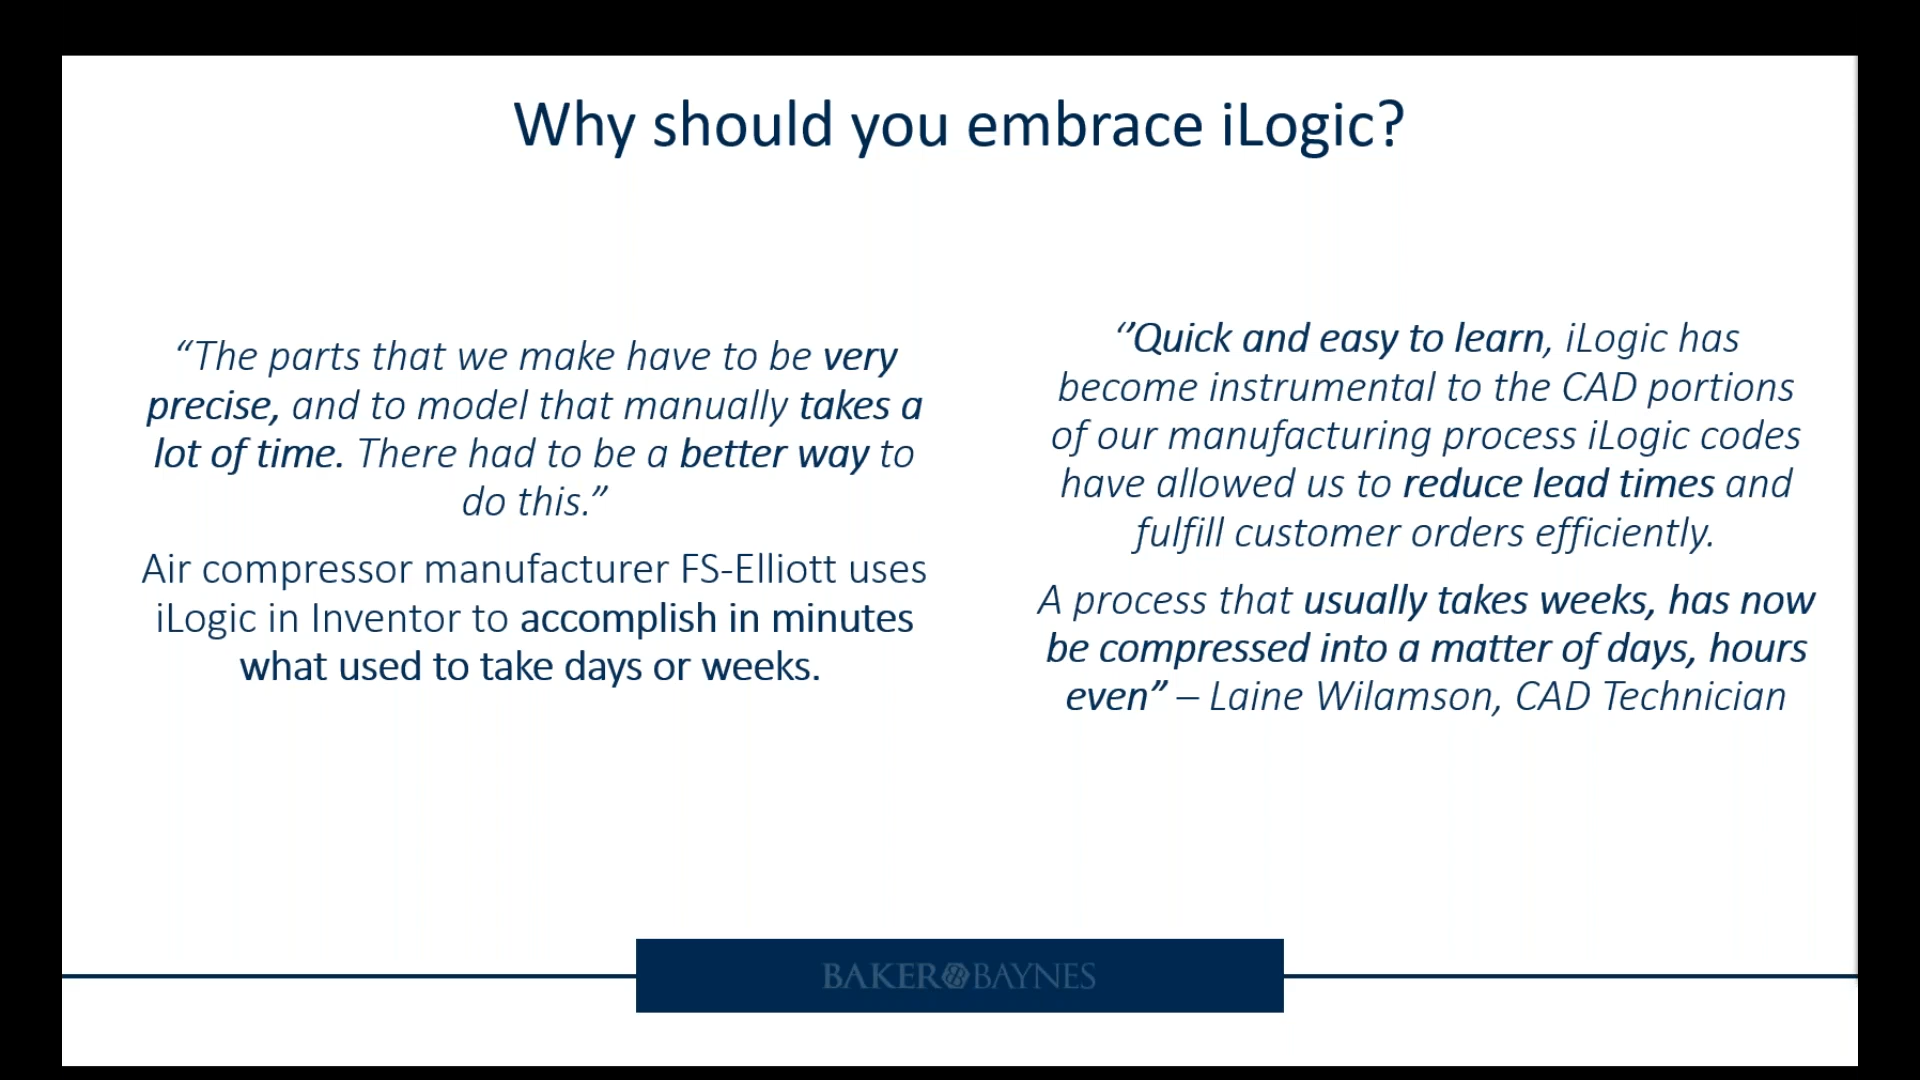 Why should you embrace iLogic?
“The parts that we make have to be very
precise, and to model that manually takes a
lot of time. There had to be a better way to
do this.”
Air compressor manufacturer FS-Elliott uses
iLogic in Inventor to accomplish in minutes
what used to take days or weeks.
‘’Quick and easy to learn, iLogic has
become instrumental to the CAD portions
of our manufacturing process iLogic codes
have allowed us to reduce lead times and
fulfill customer orders efficiently.
A process that usually takes weeks, has now
be compressed into a matter of days, hours
even” – Laine Wilamson, CAD Technician
BAKER BAYNES